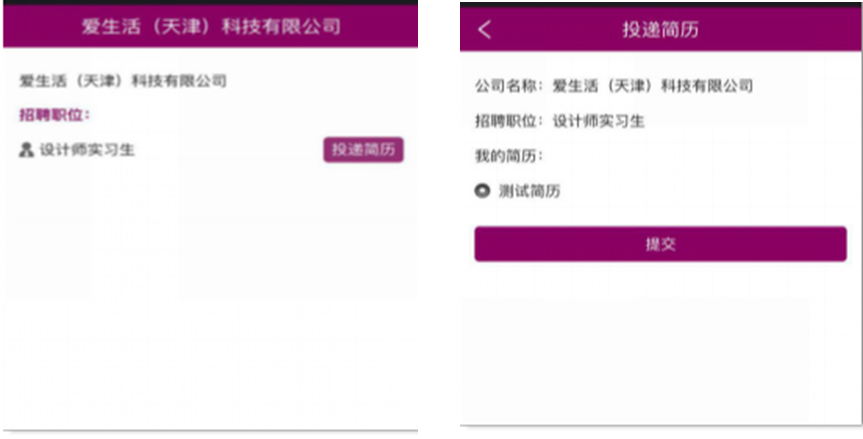 爱生活（天津）科技有限公司
爱生活（天津）科技有限公司
招聘职位：
设计师实习生 投递简历
投递简历
公司名称：爱生活（天津）科技有限公司
招聘职位：设计师实习生
我的简历：
测试简历
提交